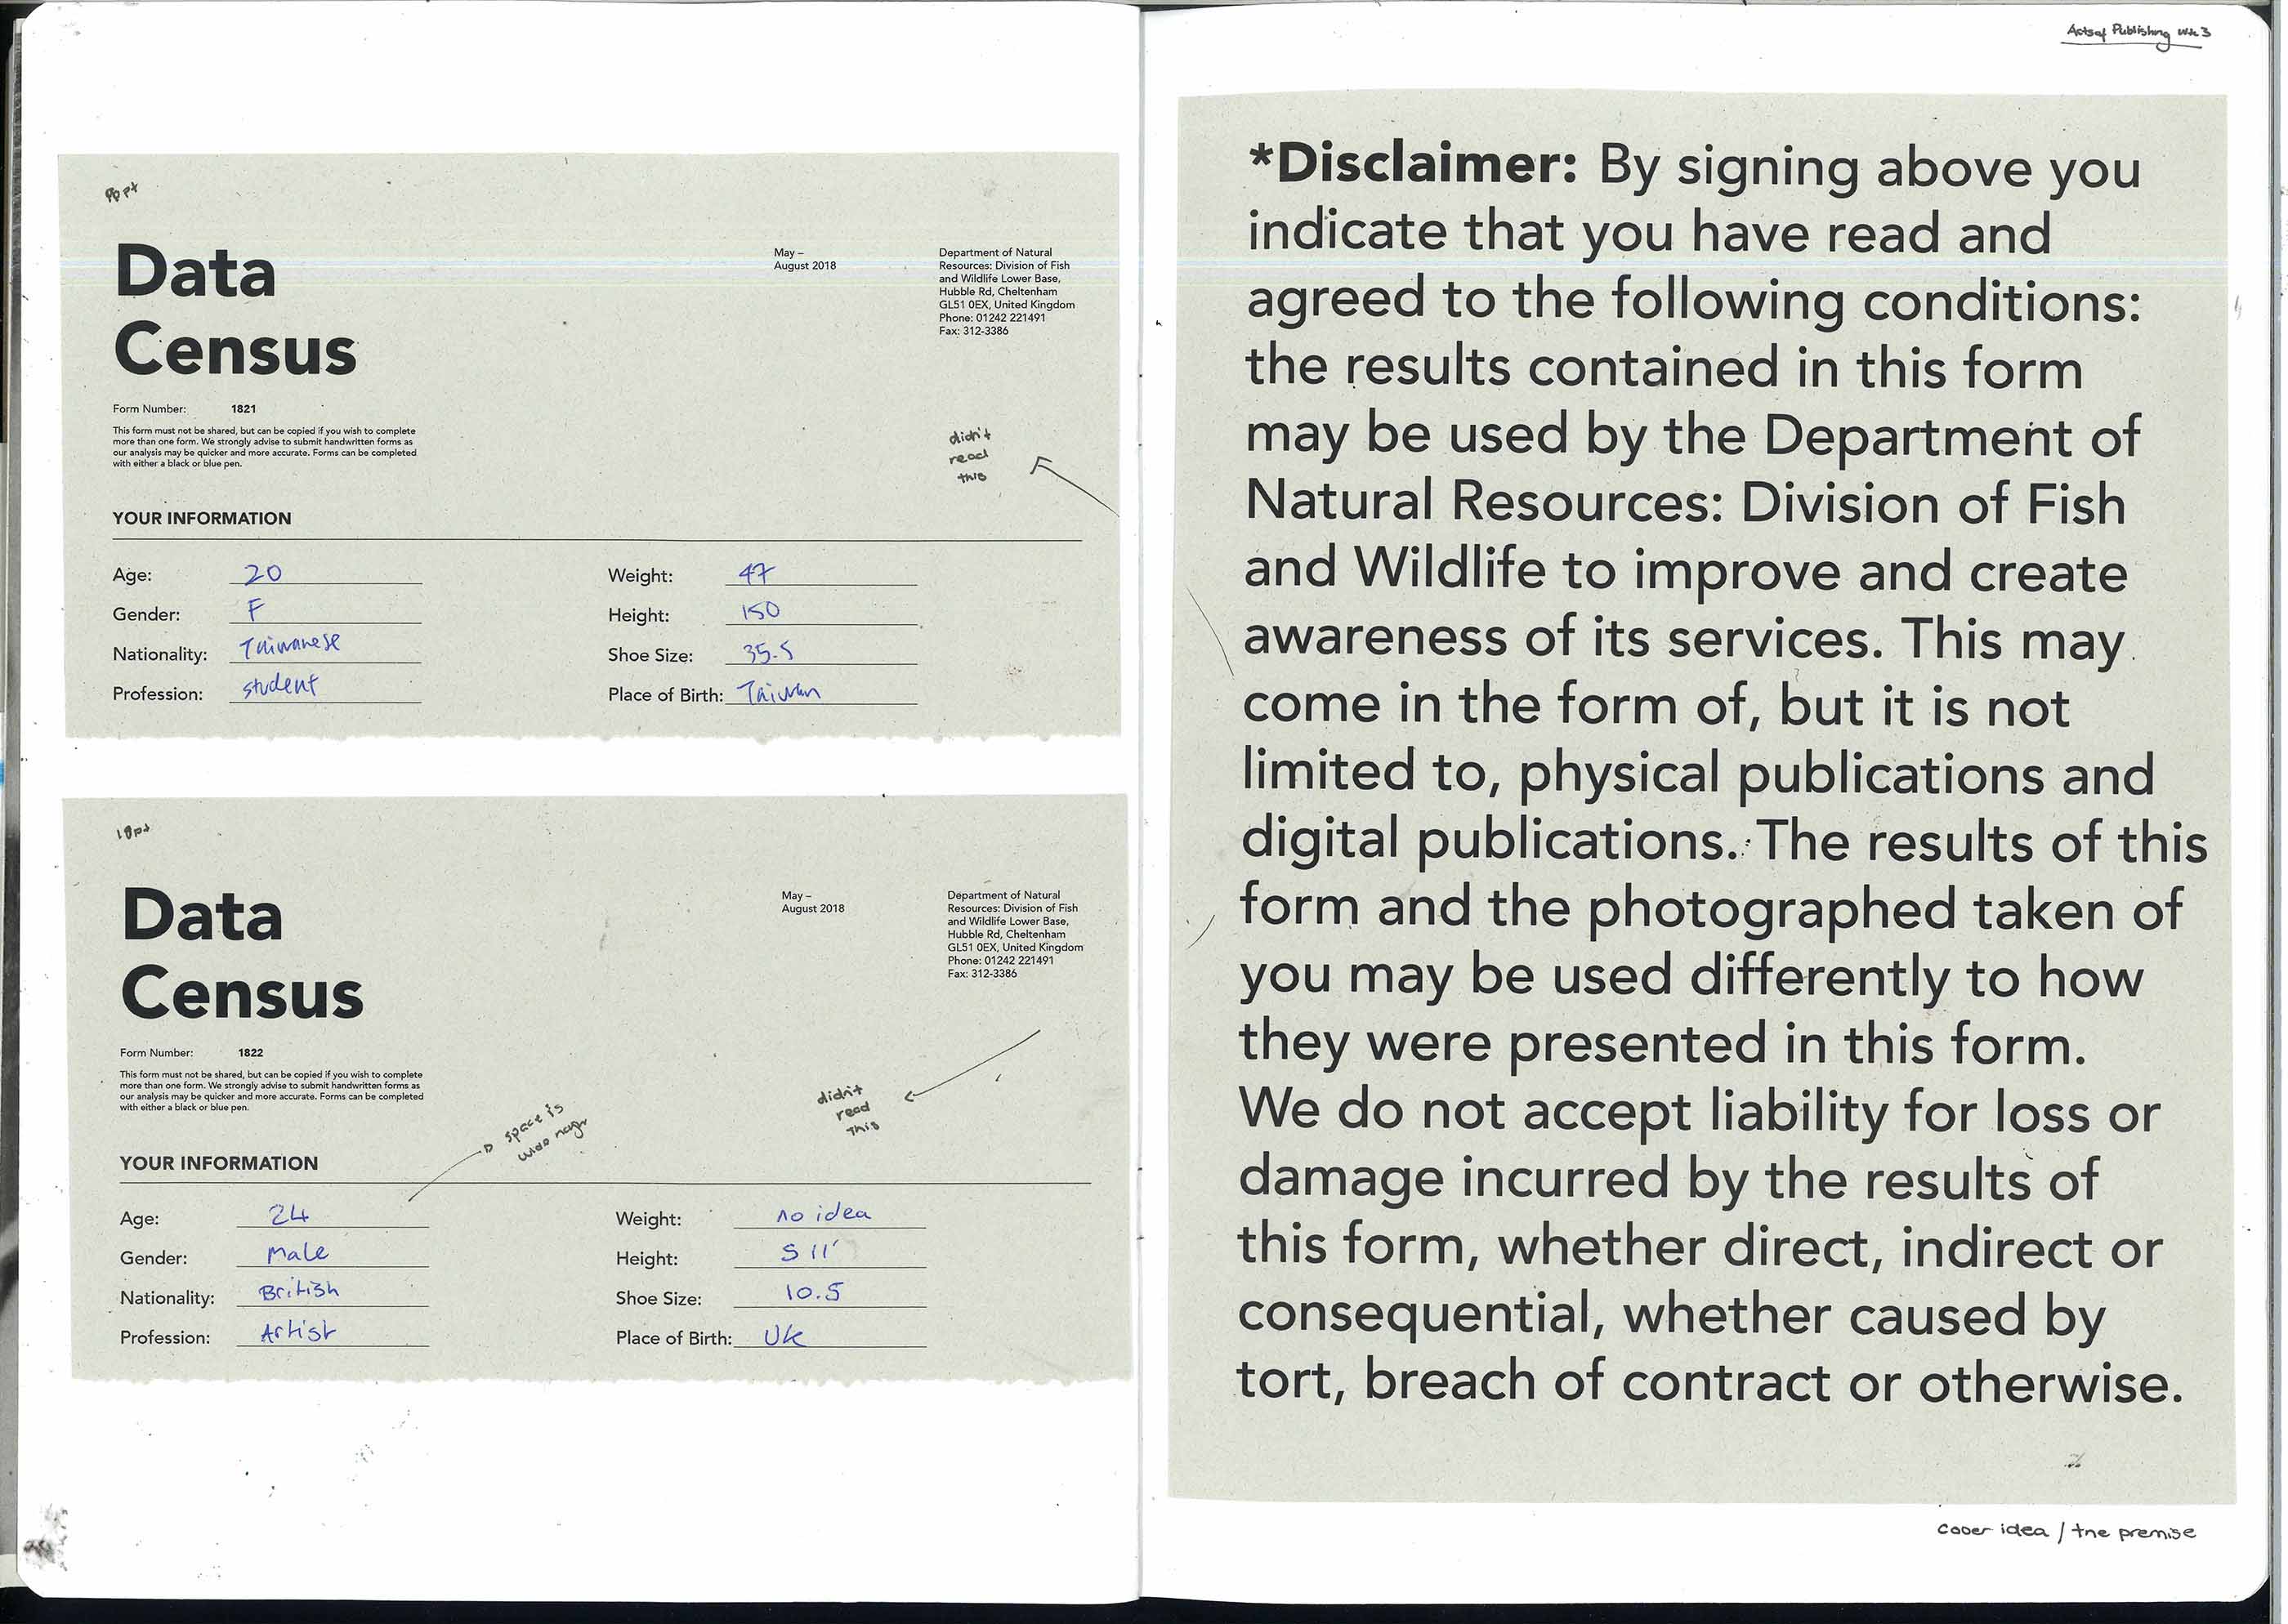 90pt
Data
Census
May –
August 2018
Department of Natural
Resources: Division of Fish
and Wildlife Lower Base,
Hubble Rd, Cheltenham
GL51 0EX, United Kingdom
Phone: 01242 221491
Fax: 312-3386
Form Number: 1821
This form must not be shared, but can be copied if you wish to complete
more than one form. We strongly advise to submit handwritten forms as
our analysis may be quicker and more accurate. Forms can be completed
with either a black or blue pen.
didn't
read
this
YOUR INFORMATION
Age: 20
Gender: F
Nationality: Taiwanese
Profession: student
Weight: 47
Height: 150
Shoe Size: 35.5
Place of Birth: Taiwan
18pt
Data
Census
May –
August 2018
Department of Natural
Resources: Division of Fish
and Wildlife Lower Base,
Hubble Rd, Cheltenham
GL51 0EX, United Kingdom
Phone: 01242 221491
Fax: 312-3386
Form Number: 1822
This form must not be shared, but can be copied if you wish to complete
more than one form. We strongly advise to submit handwritten forms as
our analysis may be quicker and more accurate. Forms can be completed
with either a black or blue pen.
space is
didn't
read
this
YOUR INFORMATION
Age: 24
Gender: Male
Nationality: British
Profession: Artist
Weight: no idea
Height: 5 11'
Shoe Size: 10.5
Place of Birth: UK
Acts of Publishing Wk 3
*Disclaimer: By signing above you
indicate that you have read and
agreed to the following conditions:
the results contained in this form
may be used by the Department of
Natural Resources: Division of Fish
and Wildlife to improve and create
awareness of its services. This may
come in the form of, but it is not
limited to, physical publications and
digital publications. The results of this
form and the photographed taken of
you may be used differently to how
they were presented in this form.
We do not accept liability for loss or
damage incurred by the results of
this form, whether direct, indirect or
consequential, whether caused by
tort, breach of contract or otherwise.
cover idea / the premise